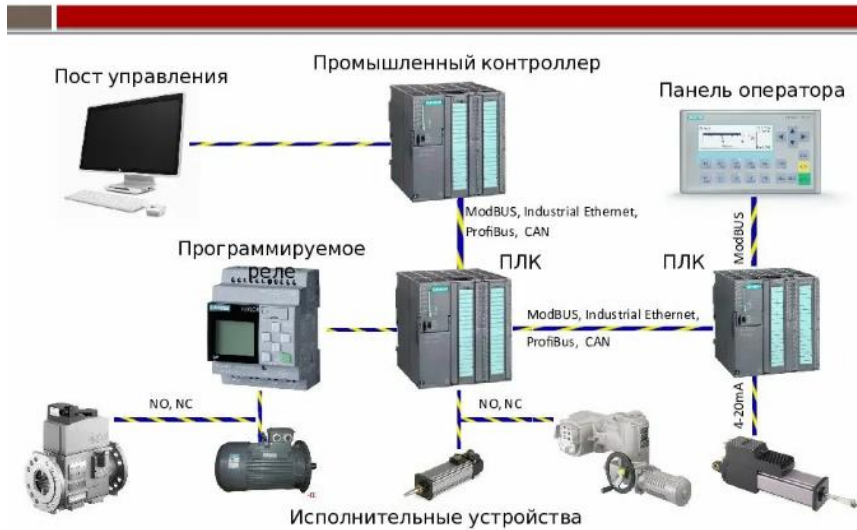 Промышленный контроллер
Пост управления
Панель оператора
ModBUS, Industrial Ethernet,
ProfiBus, CAN
ModBUS
Программируемое
реле
ПЛК
ПЛК
ModBUS, Industrial Ethernet,
ProfiBus, CAN
NO, NC
NO, NC
4-20mA
Исполнительные устройства